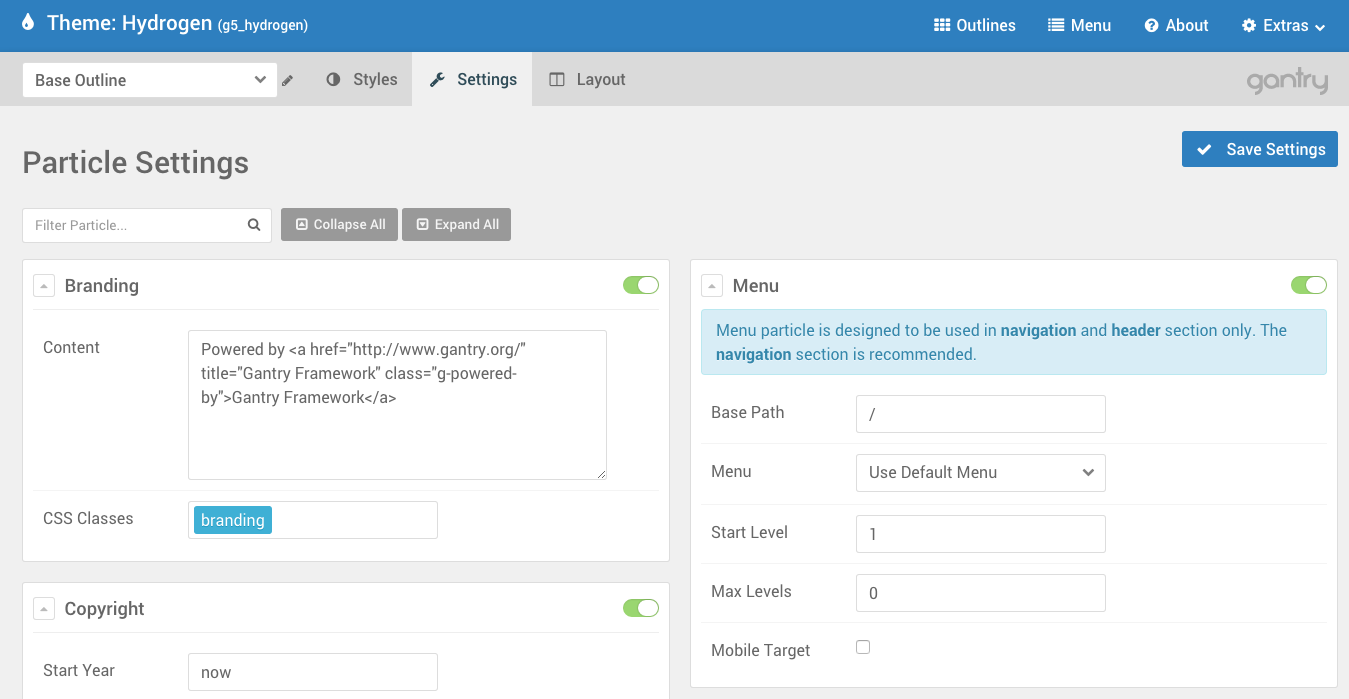 Theme: Hydrogen (g5_hydrogen)
Outlines
Menu
About
Extras
Base Outline
Styles
Settings
Layout
gantry
Particle Settings
Save Settings
Filter Particle...
Collapse All
Expand All
Branding
Content
Powered by <a href="http://www.gantry.org/"
title="Gantry Framework" class="g-powered-
by">Gantry Framework</a>
CSS Classes
branding
Copyright
Start Year
now
Menu
Menu particle is designed to be used in navigation and header section only. The
navigation section is recommended.
Base Path
/
Menu
Use Default Menu
Start Level
1
Max Levels
0
Mobile Target